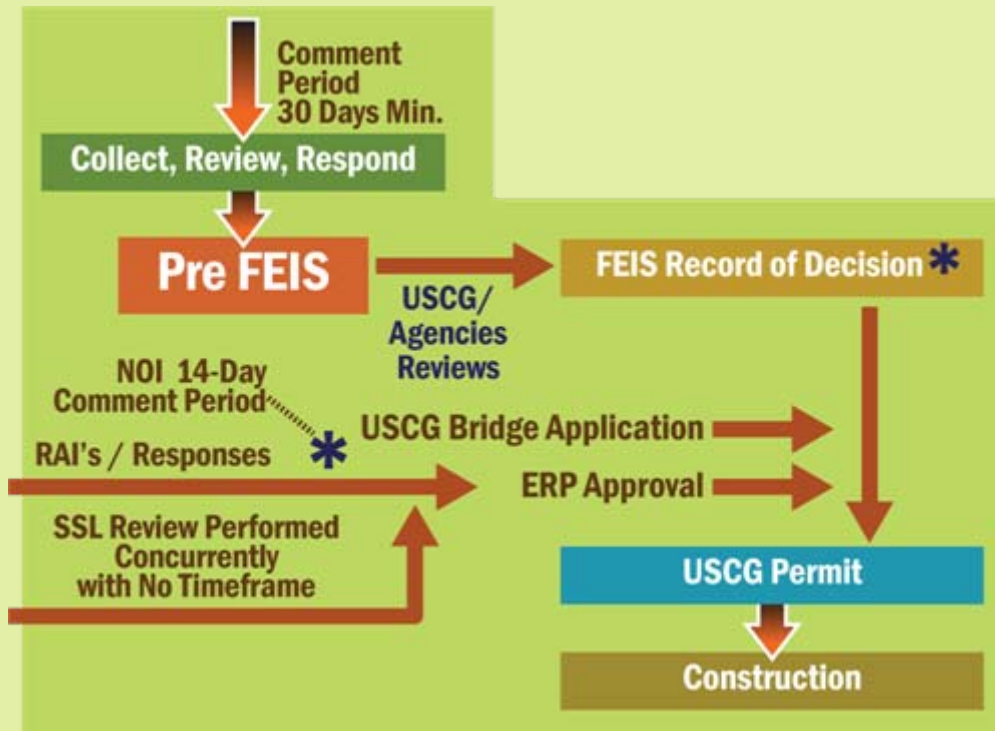 Comment
Period
30 Days Min.
Collect, Review, Respond
Pre FEIS
FEIS Record of Decision *
USCG/
Agencies
Reviews
NOI 14-Day
Comment Period
RAI's / Responses *
USCG Bridge Application
ERP Approval
SSL Review Performed
Concurrently
with No Timeframe
USCG Permit
Construction